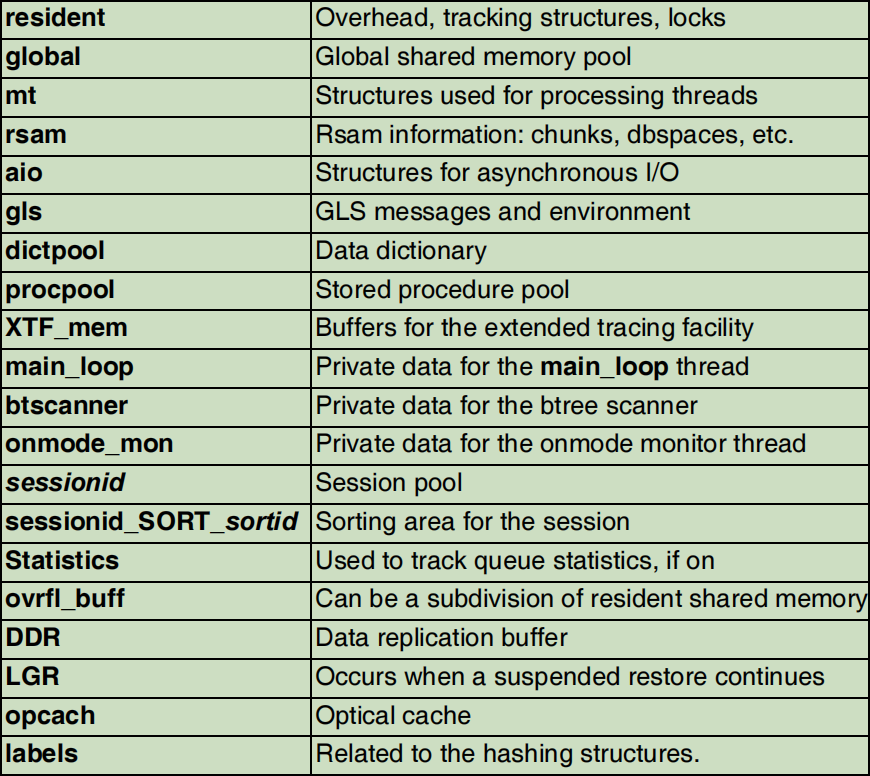 resident Overhead, tracking structures, locks
global Global shared memory pool
mt Structures used for processing threads
rsam Rsam information: chunks, dbspaces, etc.
aio Structures for asynchronous I/O
gls GLS messages and environment
dictpool Data dictionary
procpool Stored procedure pool
XTF_mem Buffers for the extended tracing facility
main_loop Private data for the main_loop thread
btscanner Private data for the btree scanner
onmode_mon Private data for the onmode monitor thread
sessionid Session pool
sessionid_SORT_sortid Sorting area for the session
Statistics Used to track queue statistics, if on
ovrfl_buff Can be a subdivision of resident shared memory
DDR Data replication buffer
LGR Occurs when a suspended restore continues
opcach Optical cache
labels Related to the hashing structures.